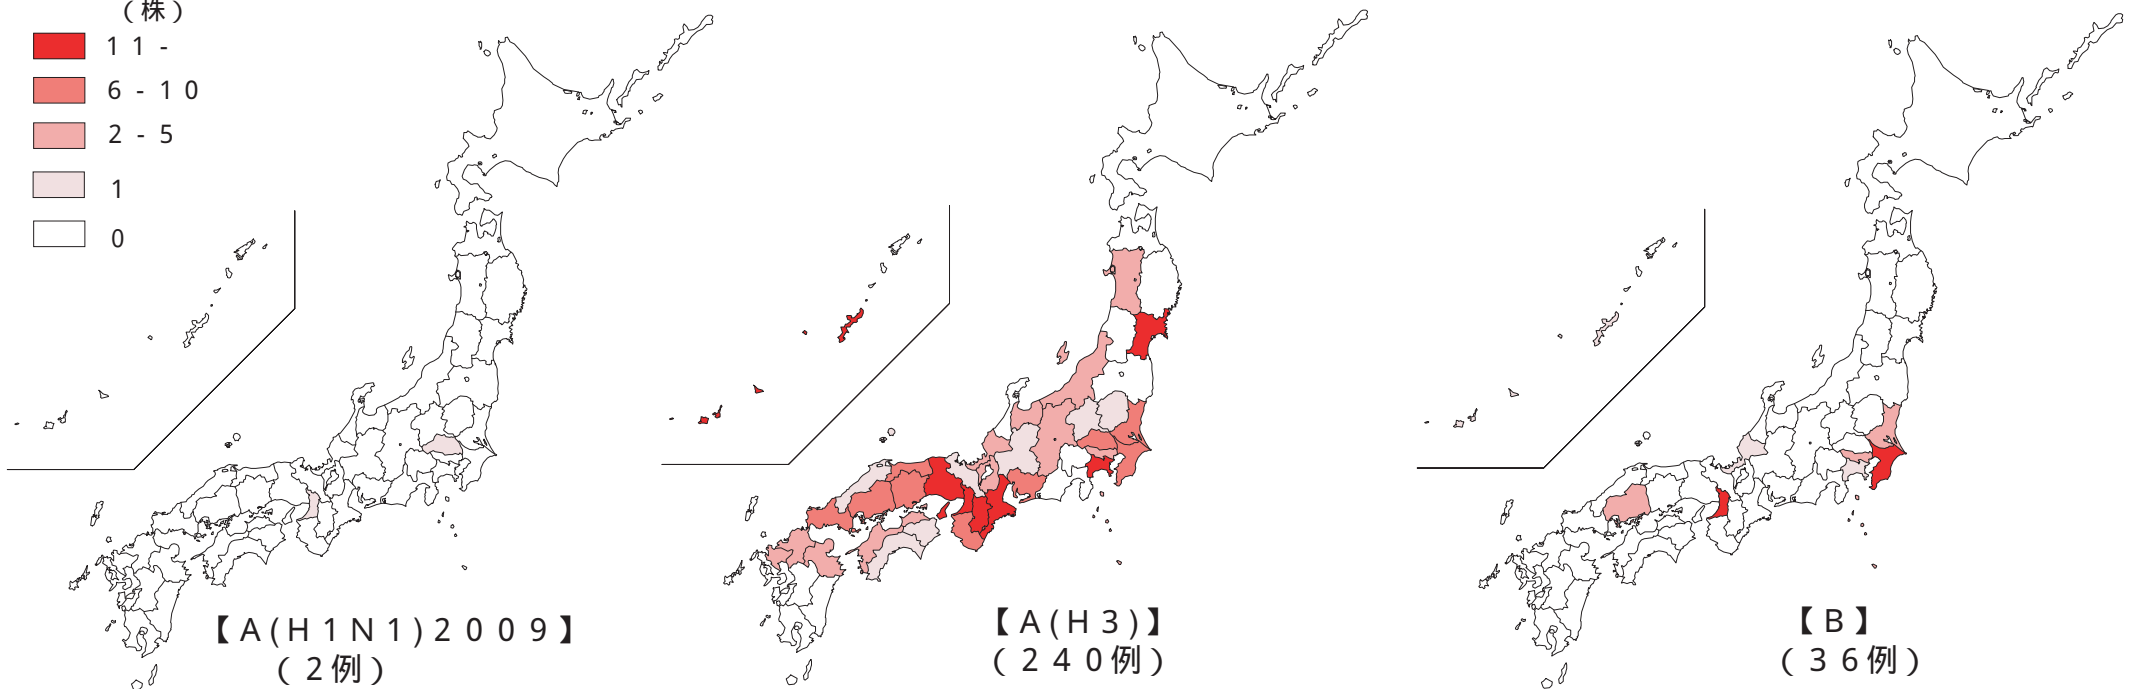 (株)
11-
6-10
2-5
1
0
【A(H1N1)2009】
(2例)
【A(H3)】
(240例)
【B】
(36例)